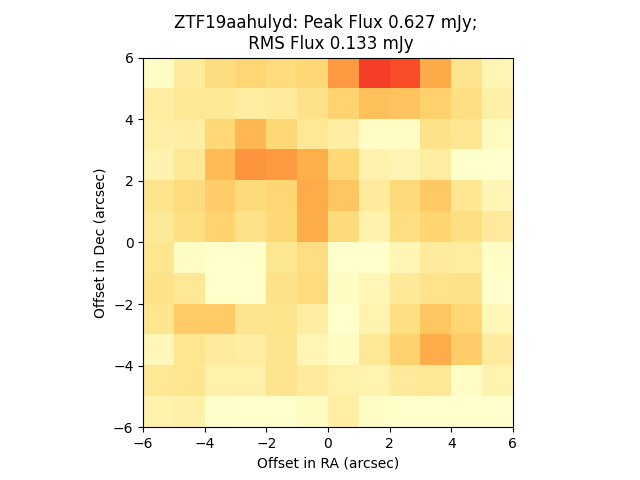 ZTF19aahulyd: Peak Flux 0.627 mJy;
RMS Flux 0.133 mJy
6
4
2
0
−2
−4
−6
Offset in Dec (arcsec)
−6 −4 −2 0 2 4 6
Offset in RA (arcsec)